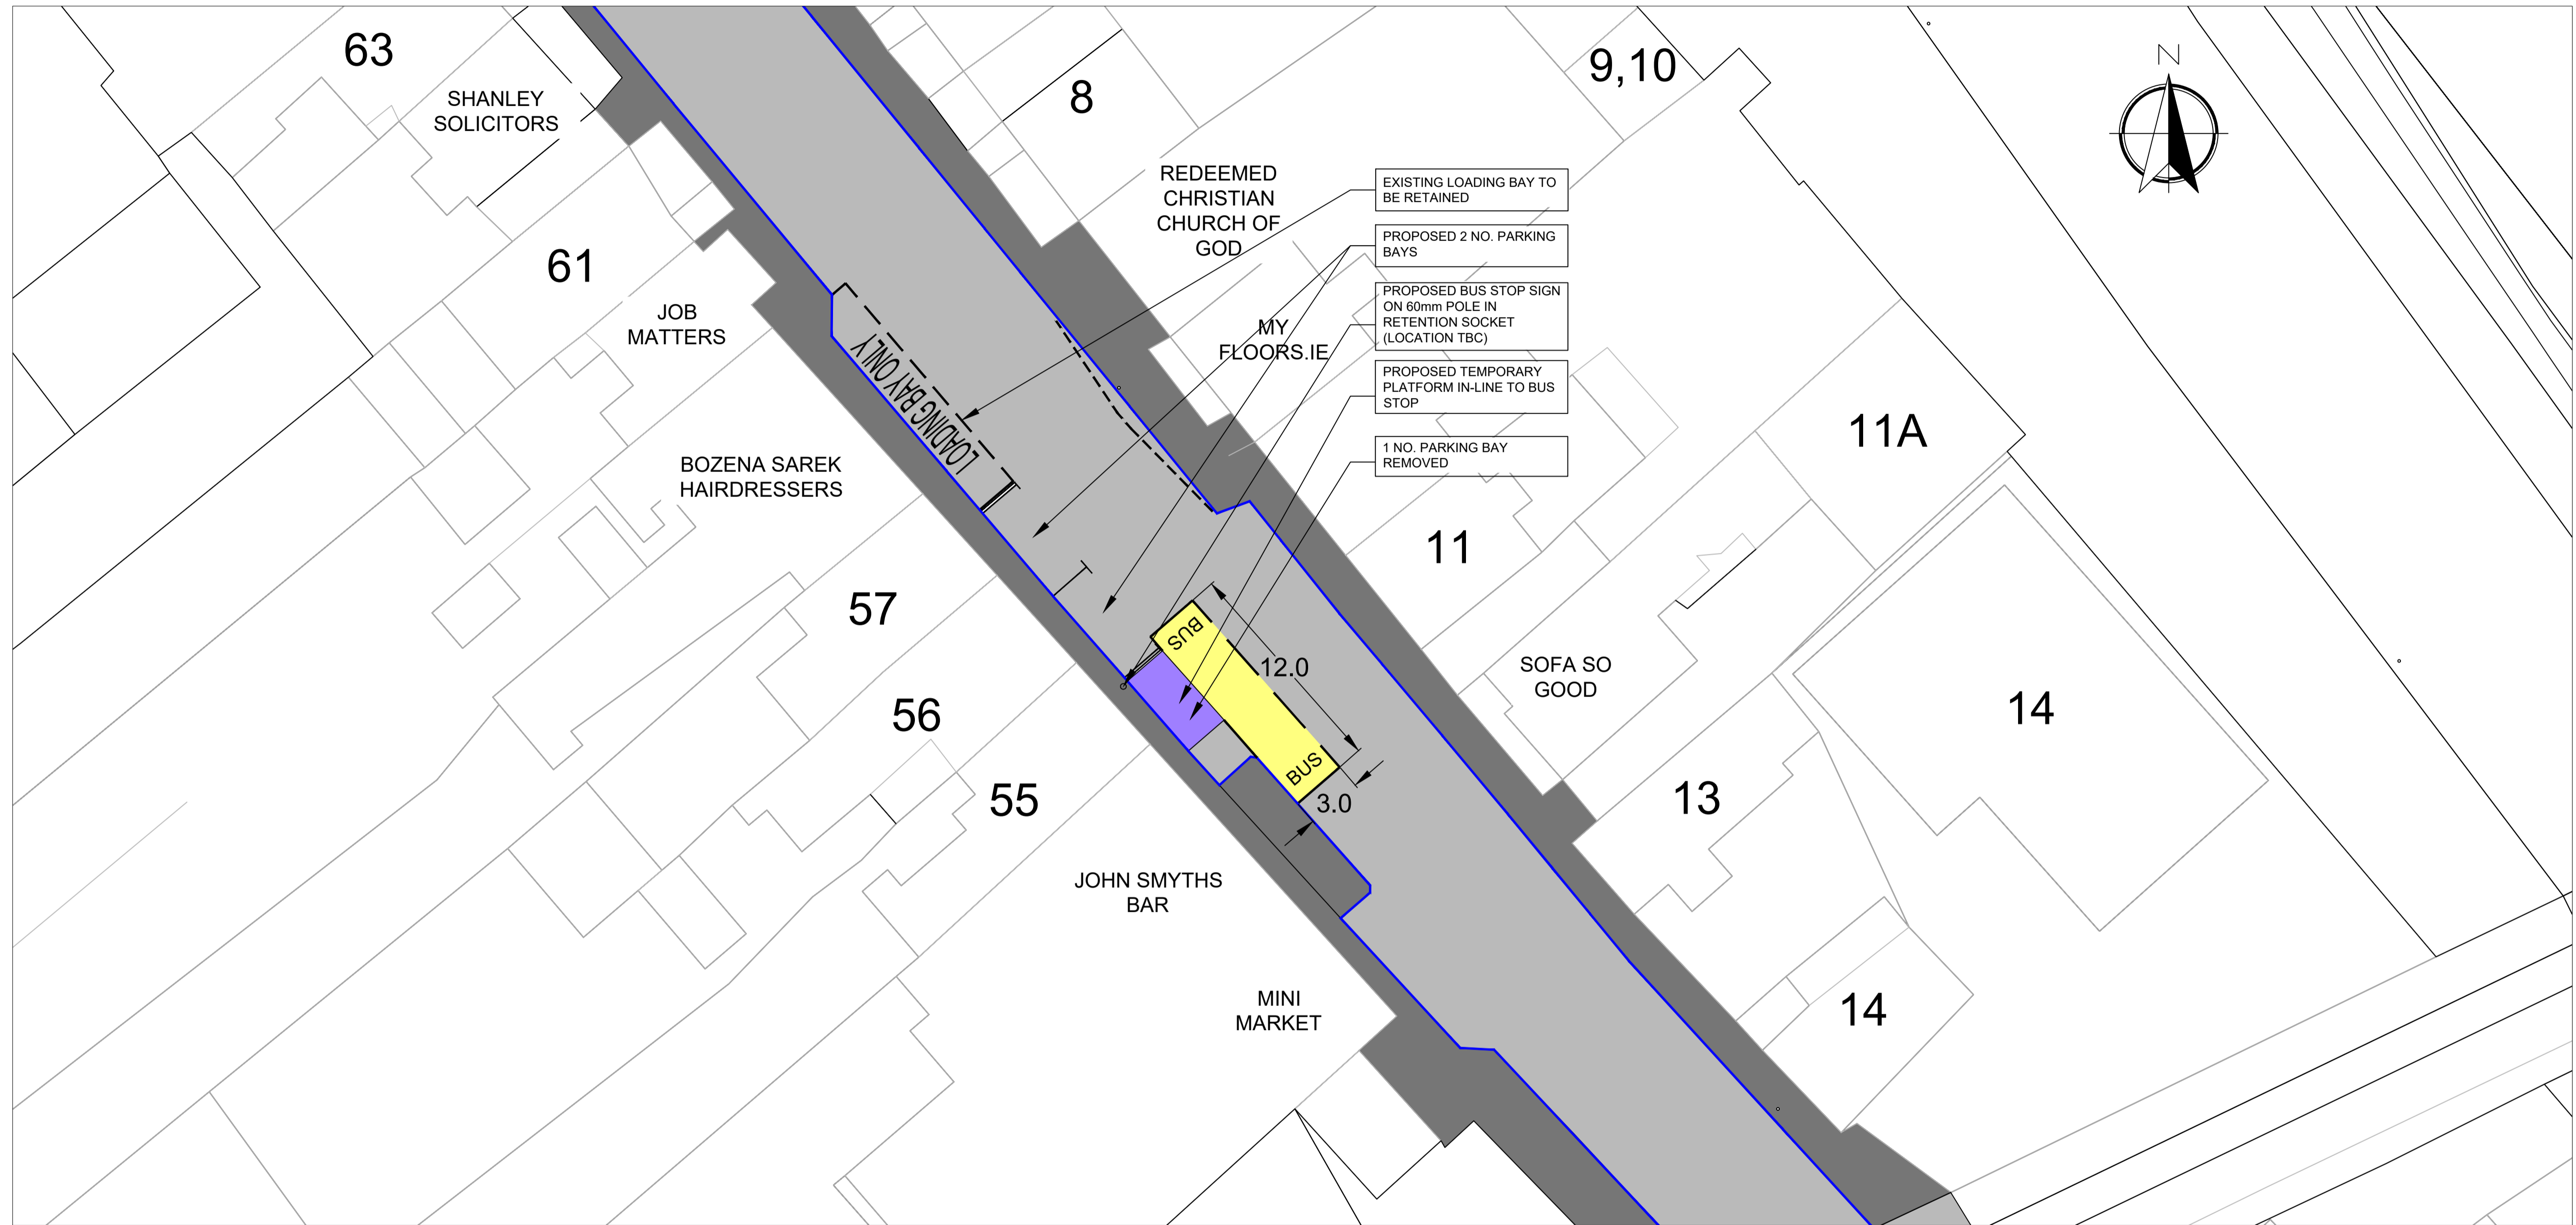 63
SHANLEY
SOLICITORS
8
9,10
N
REDEEMED
CHRISTIAN
CHURCH OF
GOD
EXISTING LOADING BAY TO
BE RETAINED
PROPOSED 2 NO. PARKING
BAYS
PROPOSED BUS STOP SIGN
ON 60mm POLE IN
RETENTION SOCKET
(LOCATION TBC)
PROPOSED TEMPORARY
PLATFORM IN-LINE TO BUS
STOP
1 NO. PARKING BAY
REMOVED
61
JOB
MATTERS
MY
FLOORS.IE
LOADING BAY ONLY
BOZENA SAREK
HAIRDRESSERS
11A
11
57
BUS
12.0
SOFA SO
GOOD
14
56
BUS
3.0
55
13
JOHN SMYTHS
BAR
MINI
MARKET
14